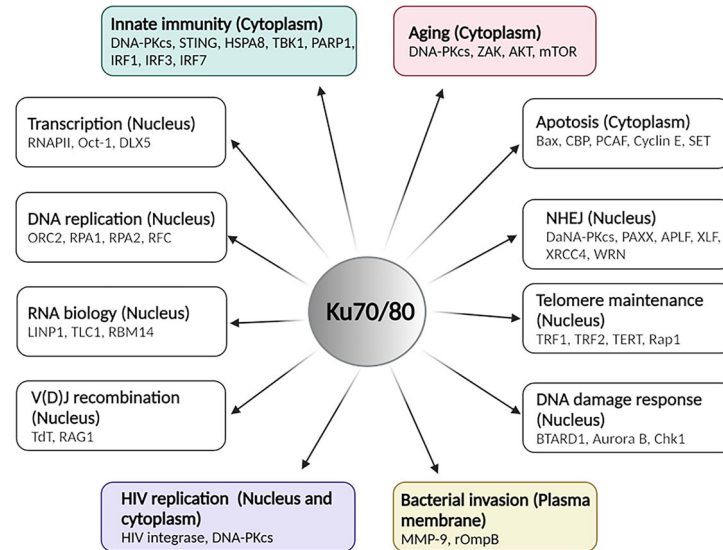 Innate immunity (Cytoplasm)
DNA-PKcs, STING, HSPA8, TBK1, PARP1,
IRF1, IRF3, IRF7
Aging (Cytoplasm)
DNA-PKcs, ZAK, AKT, mTOR
Transcription (Nucleus)
RNAPII, Oct-1, DLX5
Apotosis (Cytoplasm)
Bax, CBP, PCAF, Cyclin E, SET
DNA replication (Nucleus)
ORC2, RPA1, RPA2, RFC
NHEJ (Nucleus)
DaNA-PKcs, PAXX, APLF, XLF,
XRCC4, WRN
Ku70/80
RNA biology (Nucleus)
LINP1, TLC1, RBM14
Telomere maintenance
(Nucleus)
TRF1, TRF2, TERT, Rap1
V(D)J recombination
(Nucleus)
TdT, RAG1
DNA damage response
(Nucleus)
BTARD1, Aurora B, Chk1
HIV replication (Nucleus and
cytoplasm)
HIV integrase, DNA-PKcs
Bacterial invasion (Plasma
membrane)
MMP-9, rOmpB